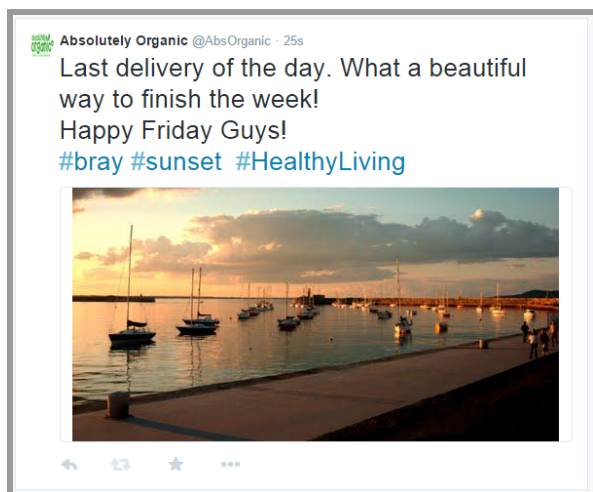 Absolutely Organic @AbsOrganic · 25s
Last delivery of the day. What a beautiful
way to finish the week!
Happy Friday Guys!
#bray #sunset #HealthyLiving